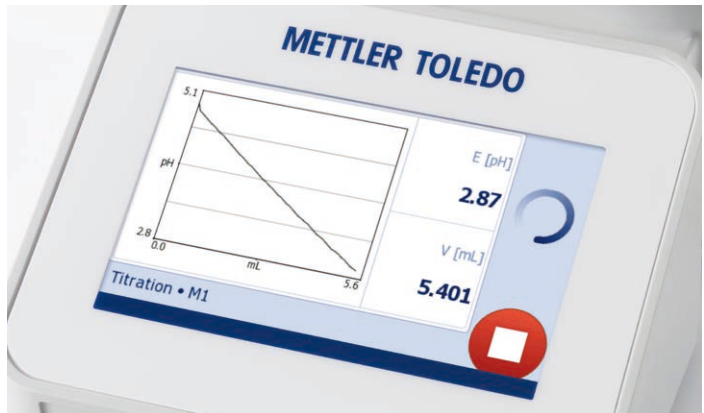 METTLER TOLEDO
5.1
pH
2.8
0.0
mL
5.6
E [pH]
2.87
V [mL]
5.401
Titration • M1